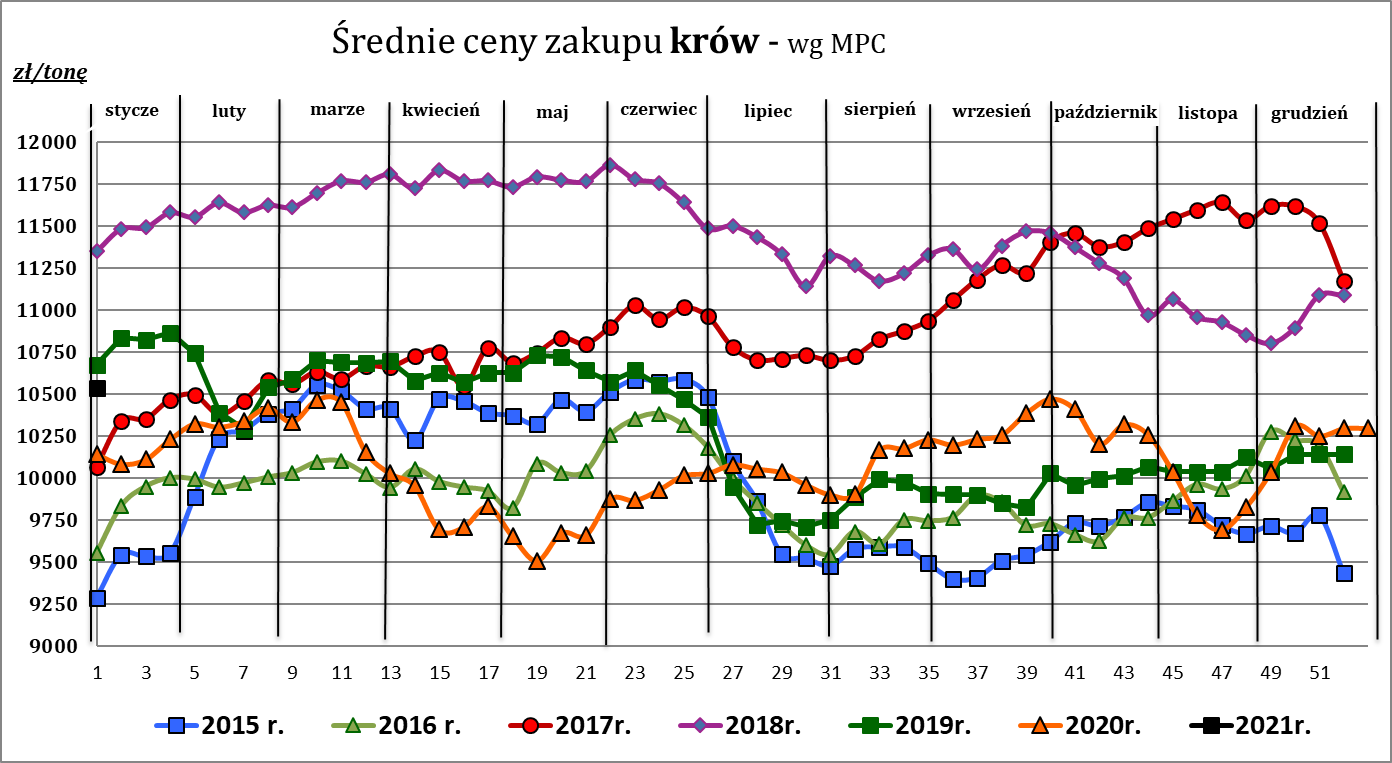 Średnie ceny zakupu krów - wg MPC
zł/tonę
stycze luty marze kwiecień maj czerwiec lipiec sierpień wrzesień październik listopa grudzień
12000
11750
11500
11250
11000
10750
10500
10250
10000
9750
9500
9250
9000
1 3 5 7 9 11 13 15 17 19 21 23 25 27 29 31 33 35 37 39 41 43 45 47 49 51
2015 r. 2016 r. 2017r. 2018r. 2019r. 2020r. 2021r.